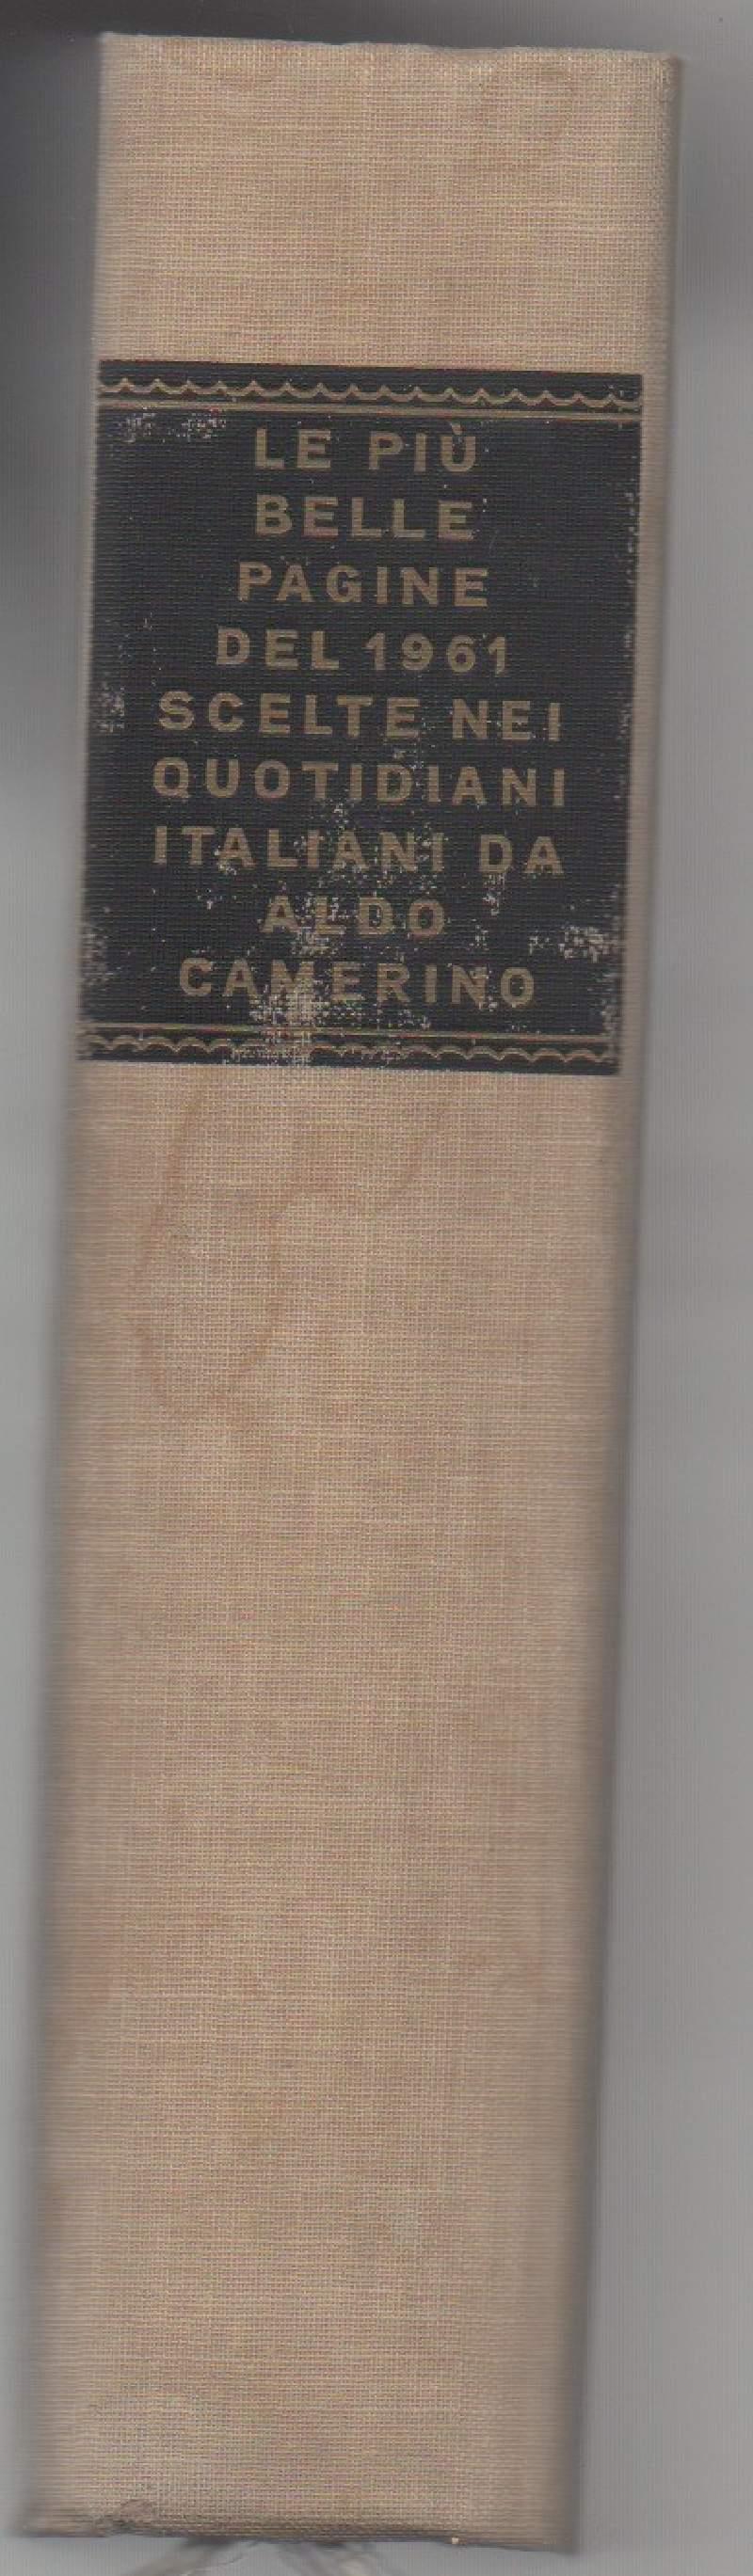 LE PIÙ
BELLE
PAGINE
DEL 1961
SCELTE NEI
QUOTIDIANI
ITALIANI DA
ALDO
CAMERINO